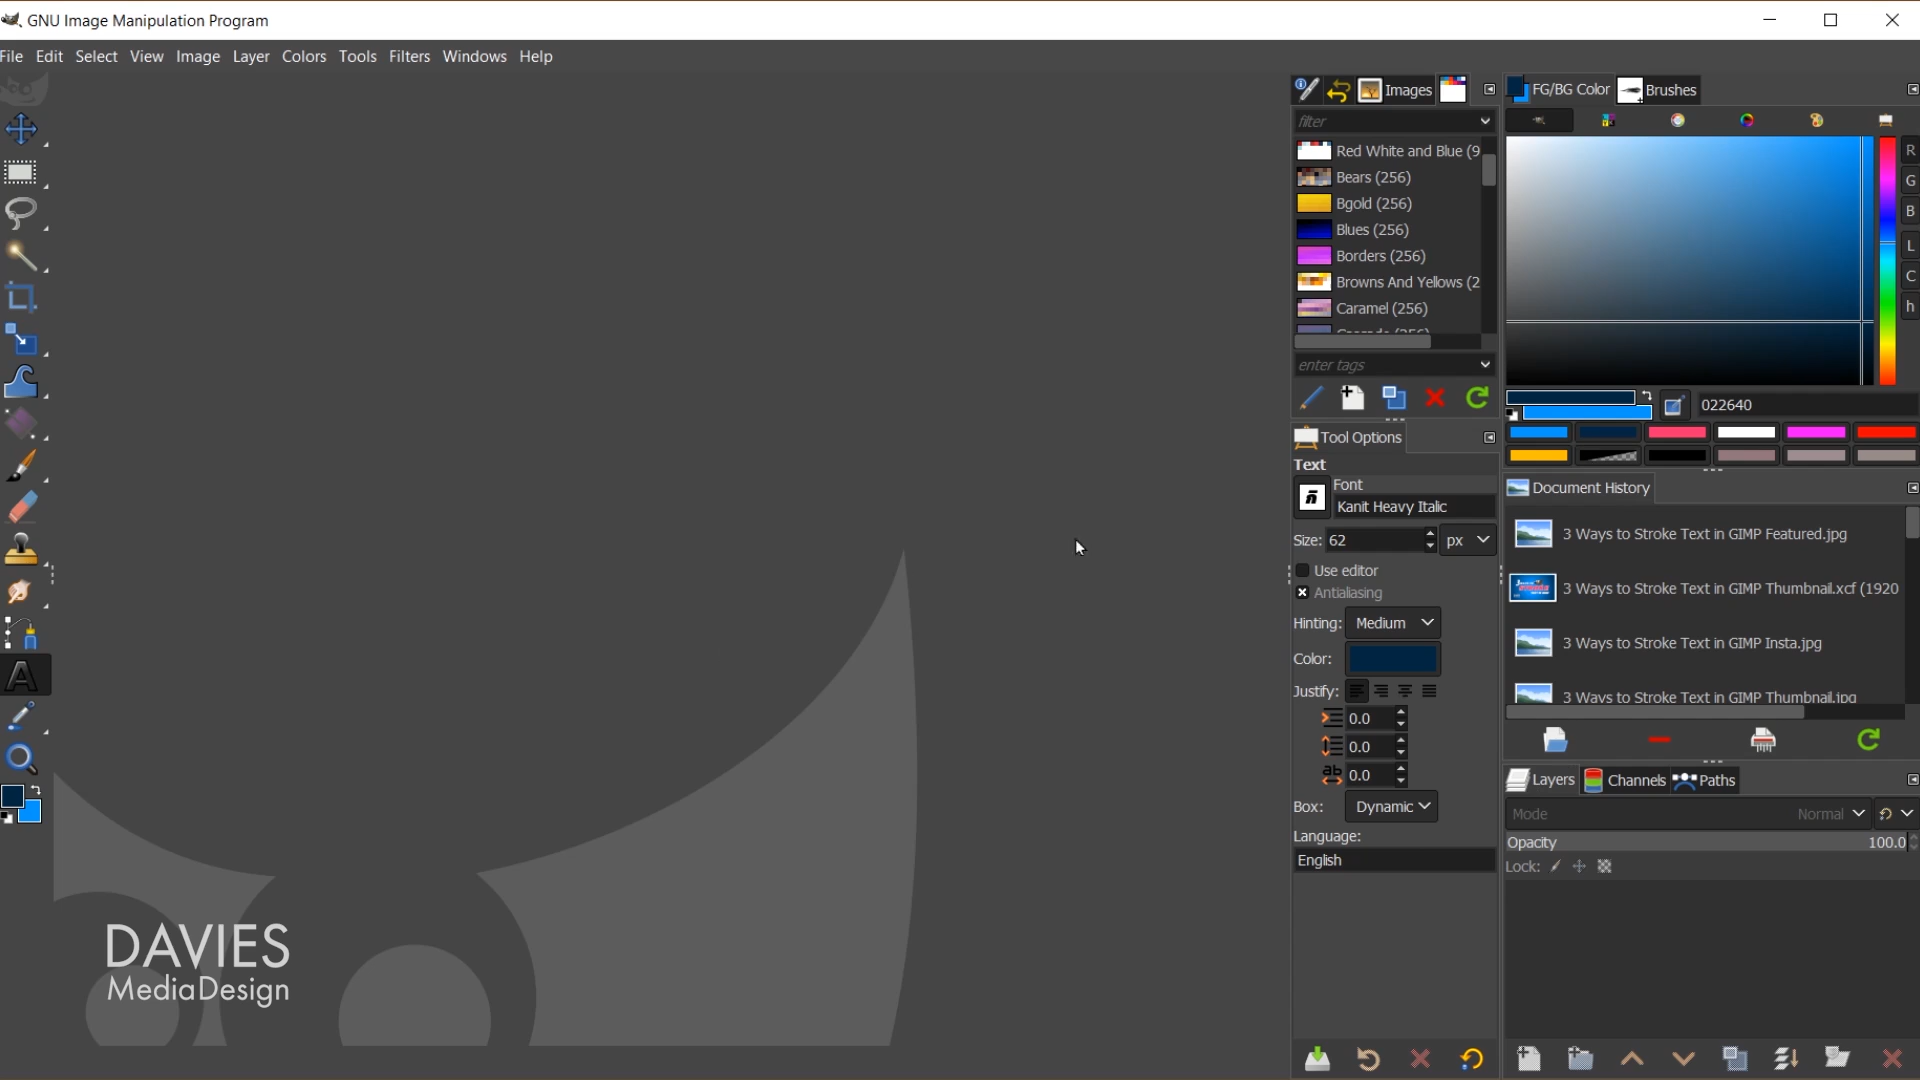 GNU Image Manipulation Program
File Edit Select View Image Layer Colors Tools Filters Windows Help
Images
filter
Red White and Blue (9
Bears (256)
Bgold (256)
Blues (256)
Borders (256)
Browns And Yellows (2
Caramel (256)
enter tags
Tool Options
Text
Font
Kanit Heavy Italic
Size: 62 px
Use editor
Antialiasing
Hinting: Medium
Color:
Justify:
0.0
0.0
0.0
Box: Dynamic
Language:
English
FG/BG Color Brushes
R
G
B
L
C
h
022640
Document History
3 Ways to Stroke Text in GIMP Featured.jpg
3 Ways to Stroke Text in GIMP Thumbnail.xcf (1920
3 Ways to Stroke Text in GIMP Insta.jpg
3 Ways to Stroke Text in GIMP Thumbnail.jpg
Layers Channels Paths
Mode Normal
Opacity 100.0
Lock:
DAVIES
MediaDesign